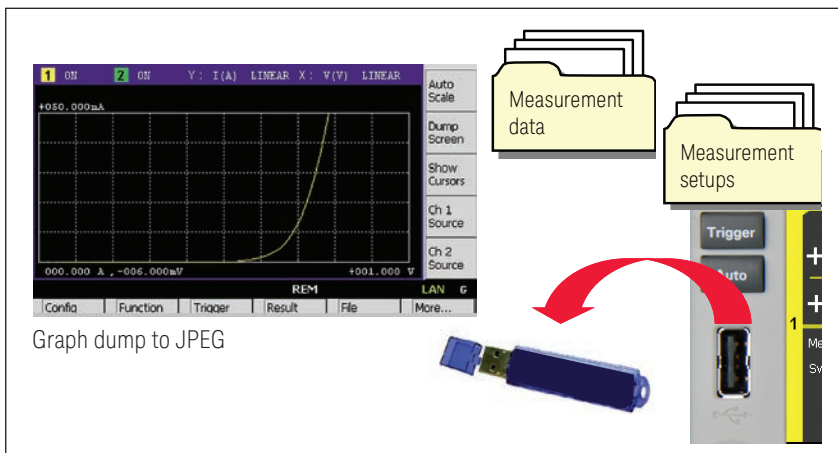 1 ON 2 ON Y: I(A) LINEAR X: V(V) LINEAR
+050.000mA
000.000 A ,-006.000mV +001.000 V
REM LAN G
Config Function Trigger Result File More...
Auto
Scale
Dump
Screen
Show
Cursors
Ch 1
Source
Ch 2
Source
Graph dump to JPEG
Measurement
data
Measurement
setups
Trigger
Auto
+
+
1
Me
Sw